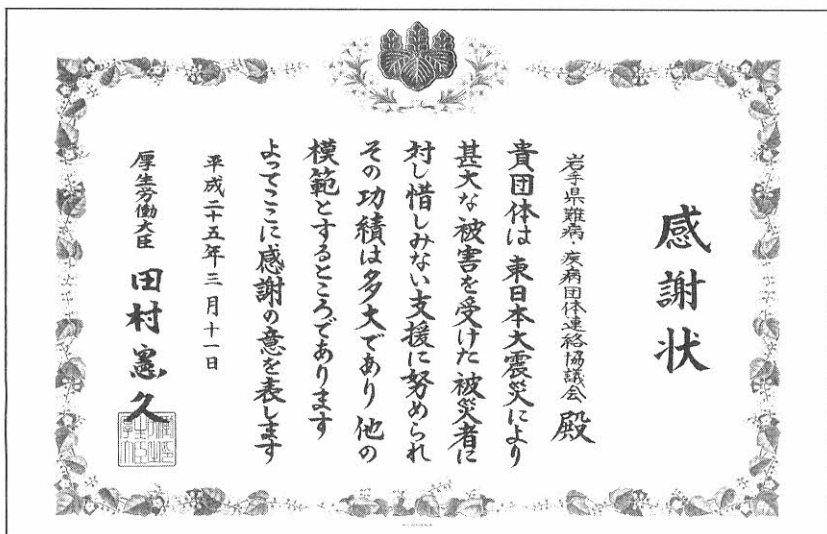 感謝状
岩手県難病・疾病団体連絡協議会 殿
貴団体は東日本大震災により
甚大な被害を受けた被災者に
対し惜しみない支援に努められ
その功績は多大であり他の
模範とするところであります
よってここに感謝の意を表します
平成二十五年三月十一日
厚生労働大臣 田村憲久